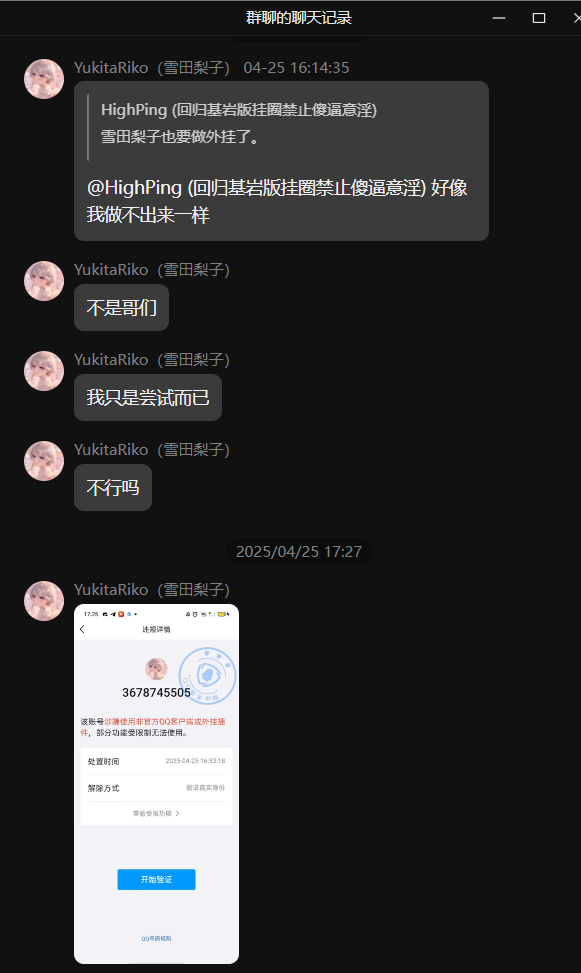 群聊的聊天记录
YukitaRiko（雪田梨子） 04-25 16:14:35
HighPing (回归基岩版挂圈禁止傻逼意淫)
雪田梨子也要做外挂了。
@HighPing (回归基岩版挂圈禁止傻逼意淫) 好像
我做不出来一样
YukitaRiko（雪田梨子）
不是哥们
YukitaRiko（雪田梨子）
我只是尝试而已
YukitaRiko（雪田梨子）
不行吗
2025/04/25 17:27
YukitaRiko（雪田梨子）
17:25
违规详情
3678745505
该账号涉嫌使用非官方QQ客户端或外挂插
件，部分功能受限制无法使用。
处置时间 2025-04-25 16:53:18
解除方式 验证真实身份
查看受限功能
开始验证
QQ号码规则